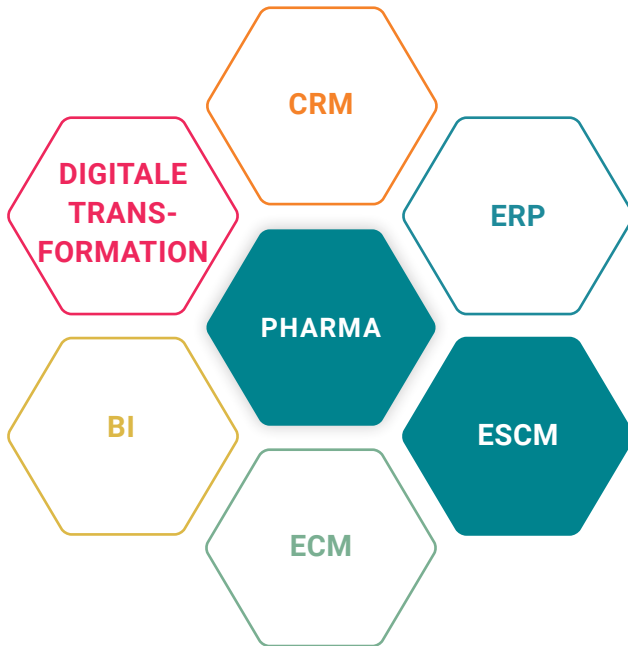 CRM
DIGITALE
TRANS-
FORMATION
ERP
PHARMA
BI
ESCM
ECM